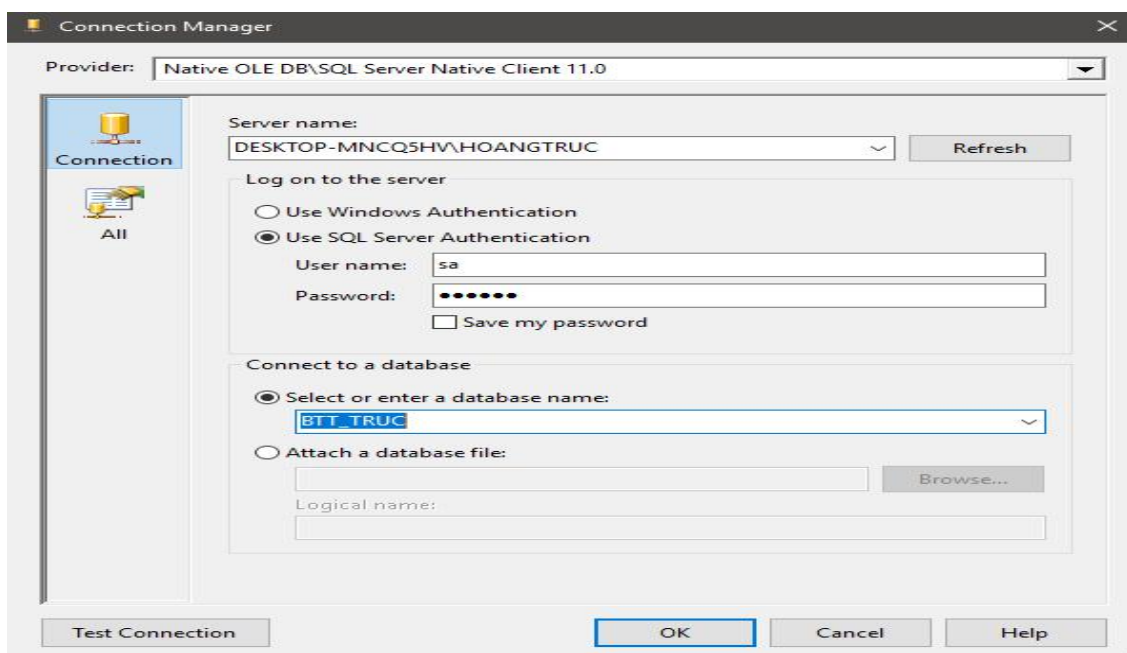 Connection Manager
Provider: Native OLE DB\SQL Server Native Client 11.0
Connection
All
Server name:
DESKTOP-MNCQ5HV\HOANGTRUC Refresh
Log on to the server
Use Windows Authentication
Use SQL Server Authentication
User name: sa
Password: ●●●●●●
Save my password
Connect to a database
Select or enter a database name:
BTT_TRUC
Attach a database file:
Browse...
Logical name:
Test Connection OK Cancel Help